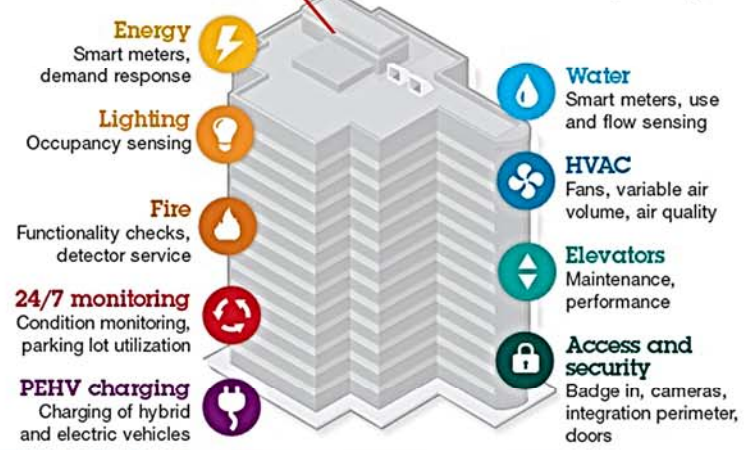 Energy
Smart meters,
demand response
Lighting
Occupancy sensing
Fire
Functionality checks,
detector service
24/7 monitoring
Condition monitoring,
parking lot utilization
PEHV charging
Charging of hybrid
and electric vehicles
Water
Smart meters, use
and flow sensing
HVAC
Fans, variable air
volume, air quality
Elevators
Maintenance,
performance
Access and
security
Badge in, cameras,
integration perimeter,
doors